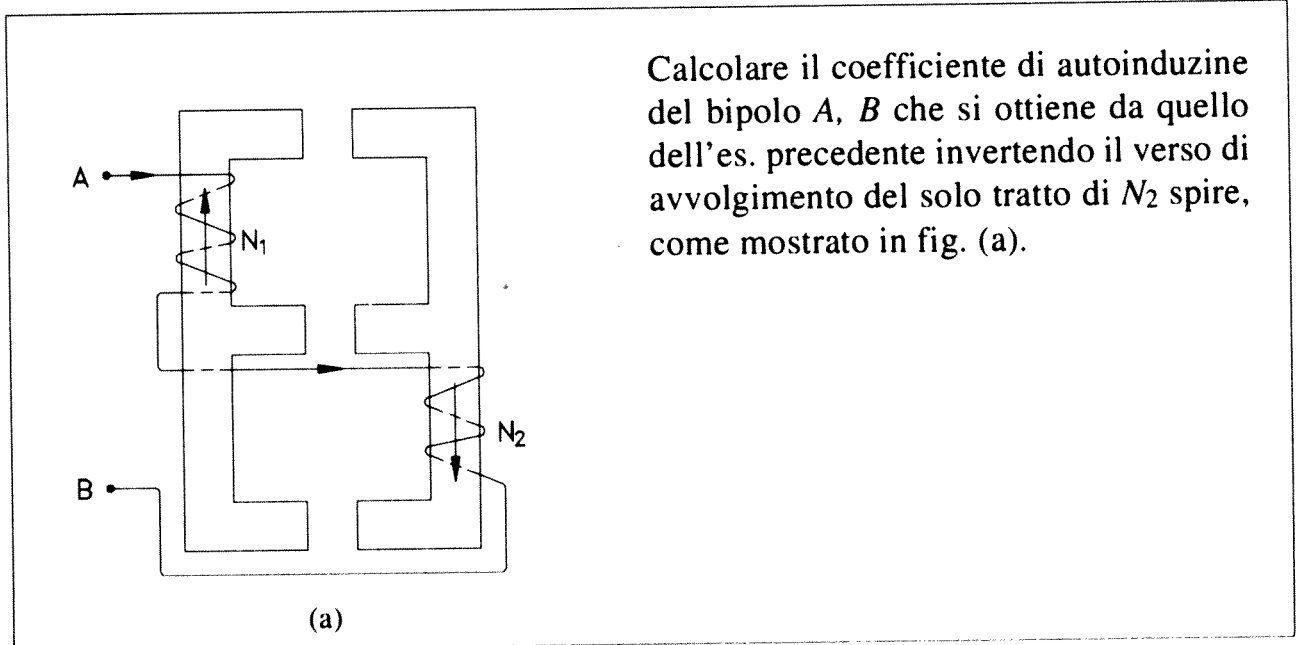 Calcolare il coefficiente di autoinduzine
del bipolo A, B che si ottiene da quello
dell'es. precedente invertendo il verso di
avvolgimento del solo tratto di N2 spire,
come mostrato in fig. (a).
A
N1
N2
B
(a)